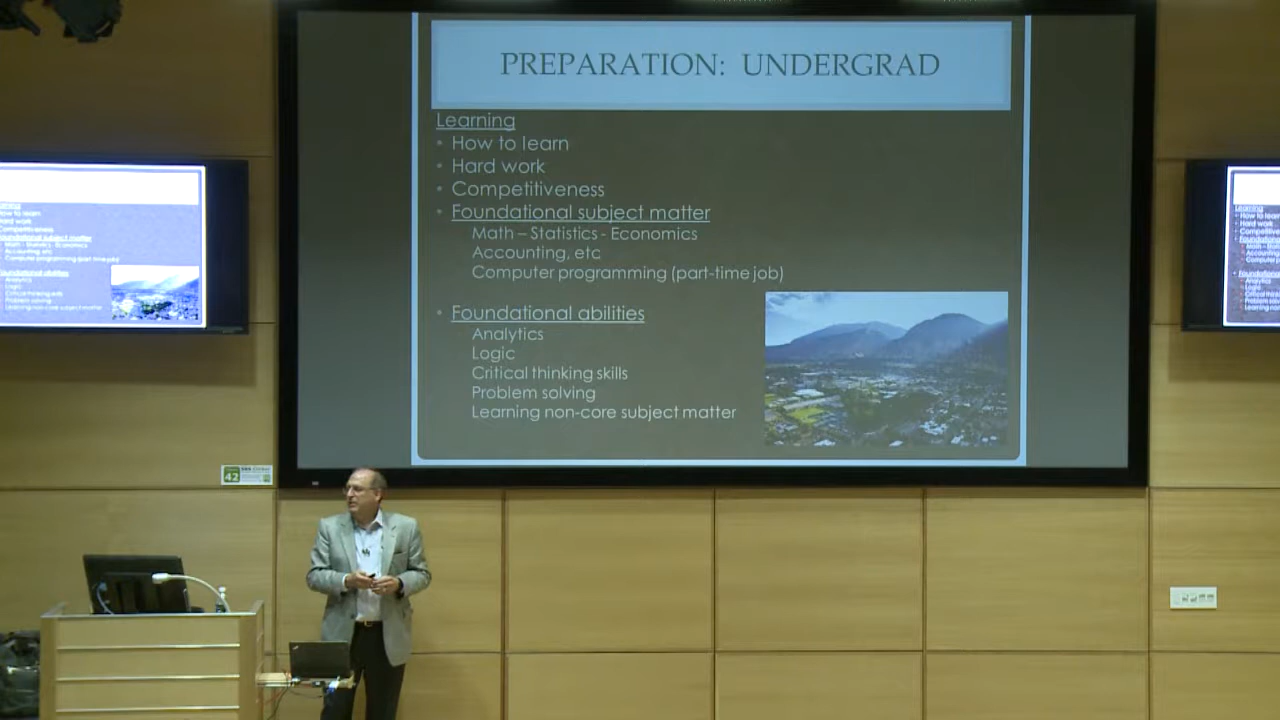 PREPARATION: UNDERGRAD
Learning
• How to learn
• Hard work
• Competitiveness
• Foundational subject matter
Math – Statistics - Economics
Accounting, etc
Computer programming (part-time job)
• Foundational abilities
Analytics
Logic
Critical thinking skills
Problem solving
Learning non-core subject matter
42